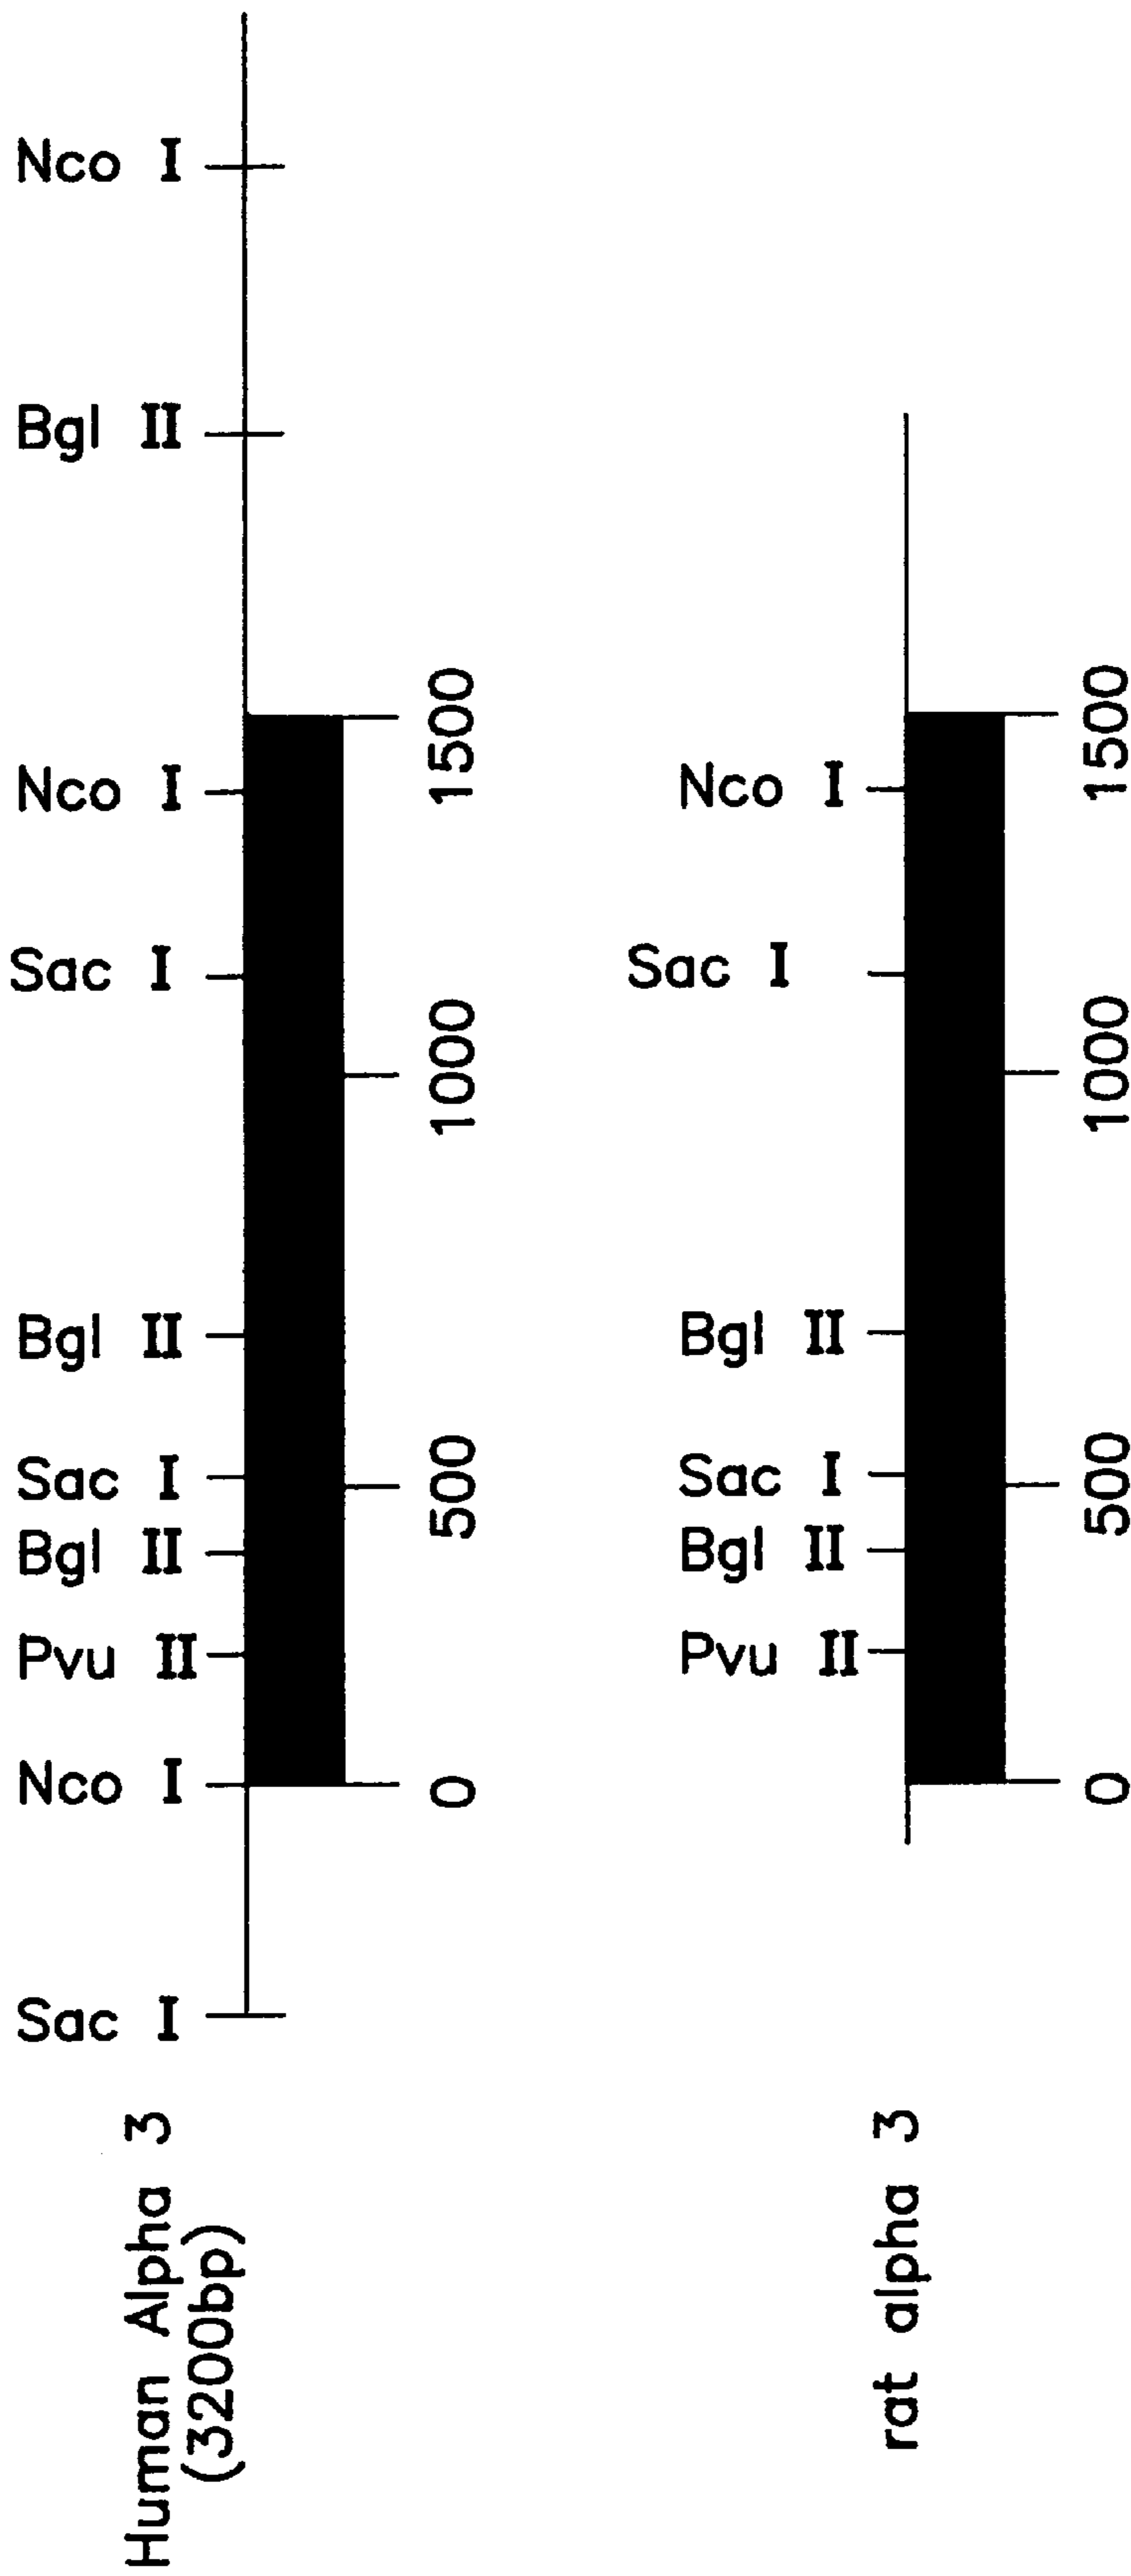 Human Alpha 3
(3200bp)
Sac I
Nco I
Pvu II
Bgl II
Sac I
Bgl II
Sac I
Nco I
Bgl II
Nco I
0
500
1000
1500
rat alpha 3
Pvu II
Bgl II
Sac I
Bgl II
Sac I
Nco I
0
500
1000
1500